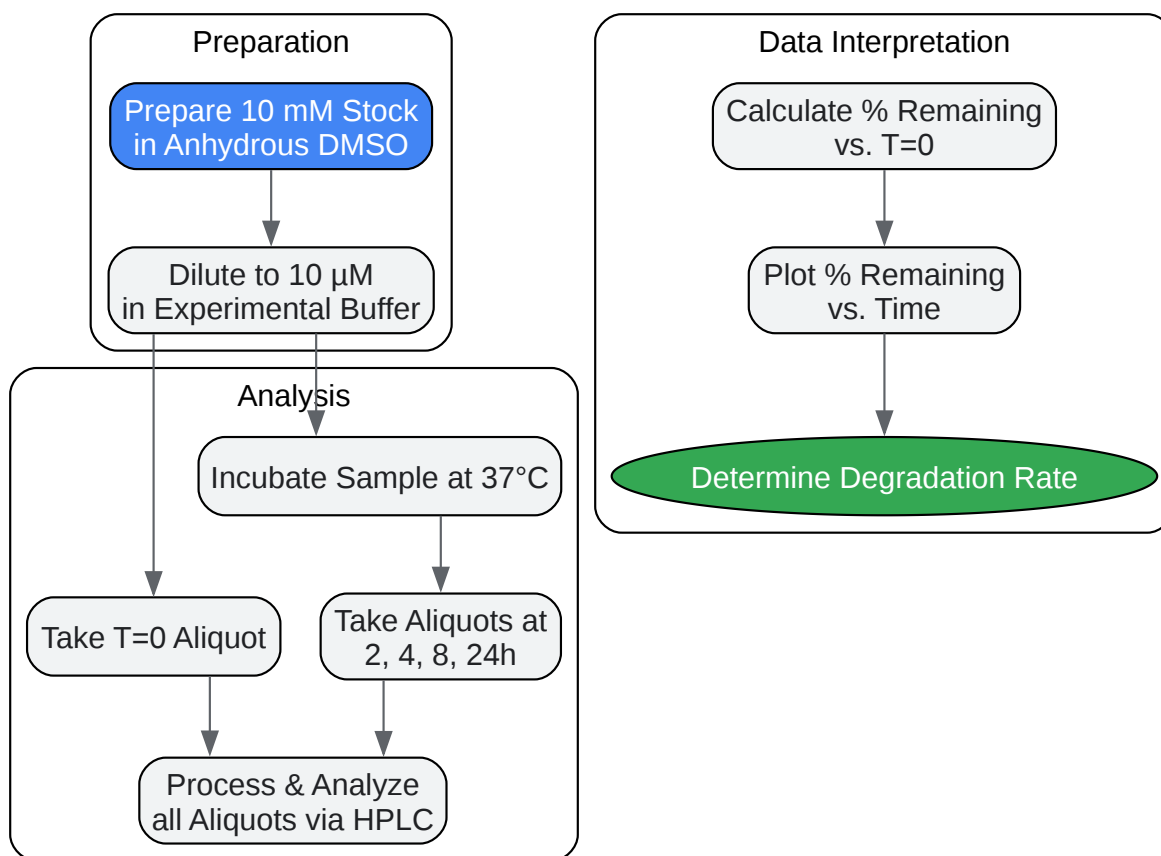 Preparation
Prepare 10 mM Stock
in Anhydrous DMSO
Dilute to 10 µM
in Experimental Buffer
Analysis
Incubate Sample at 37°C
Take T=0 Aliquot
Take Aliquots at
2, 4, 8, 24h
Process & Analyze
all Aliquots via HPLC
Data Interpretation
Calculate % Remaining
vs. T=0
Plot % Remaining
vs. Time
Determine Degradation Rate